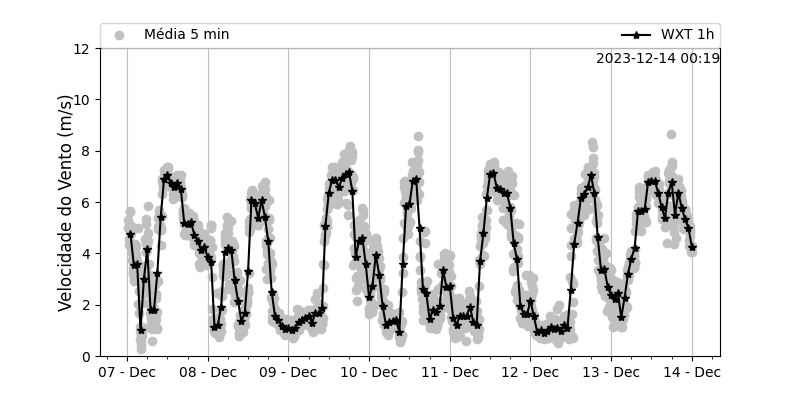 Média 5 min
WXT 1h
2023-12-14 00:19
Velocidade do Vento (m/s)
12
10
8
6
4
2
0
07 - Dec 08 - Dec 09 - Dec 10 - Dec 11 - Dec 12 - Dec 13 - Dec 14 - Dec